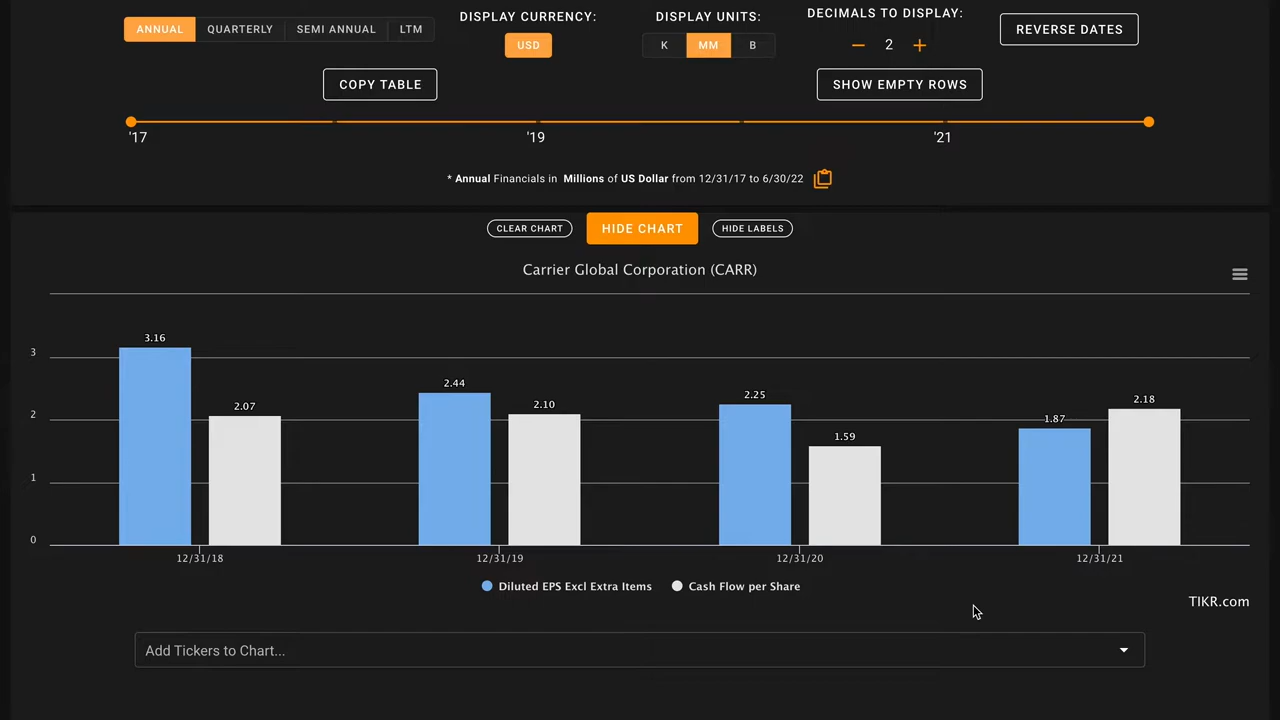 DISPLAY CURRENCY:
DISPLAY UNITS:
DECIMALS TO DISPLAY:
ANNUAL QUARTERLY SEMI ANNUAL LTM
USD
K MM B
2
REVERSE DATES
COPY TABLE
SHOW EMPTY ROWS
'17 '19 '21
* Annual Financials in Millions of US Dollar from 12/31/17 to 6/30/22
CLEAR CHART
HIDE CHART
HIDE LABELS
Carrier Global Corporation (CARR)
3
2
1
0
3.16
2.07
2.44
2.10
2.25
1.59
1.87
2.18
12/31/18 12/31/19 12/31/20 12/31/21
Diluted EPS Excl Extra Items Cash Flow per Share
TIKR.com
Add Tickers to Chart...